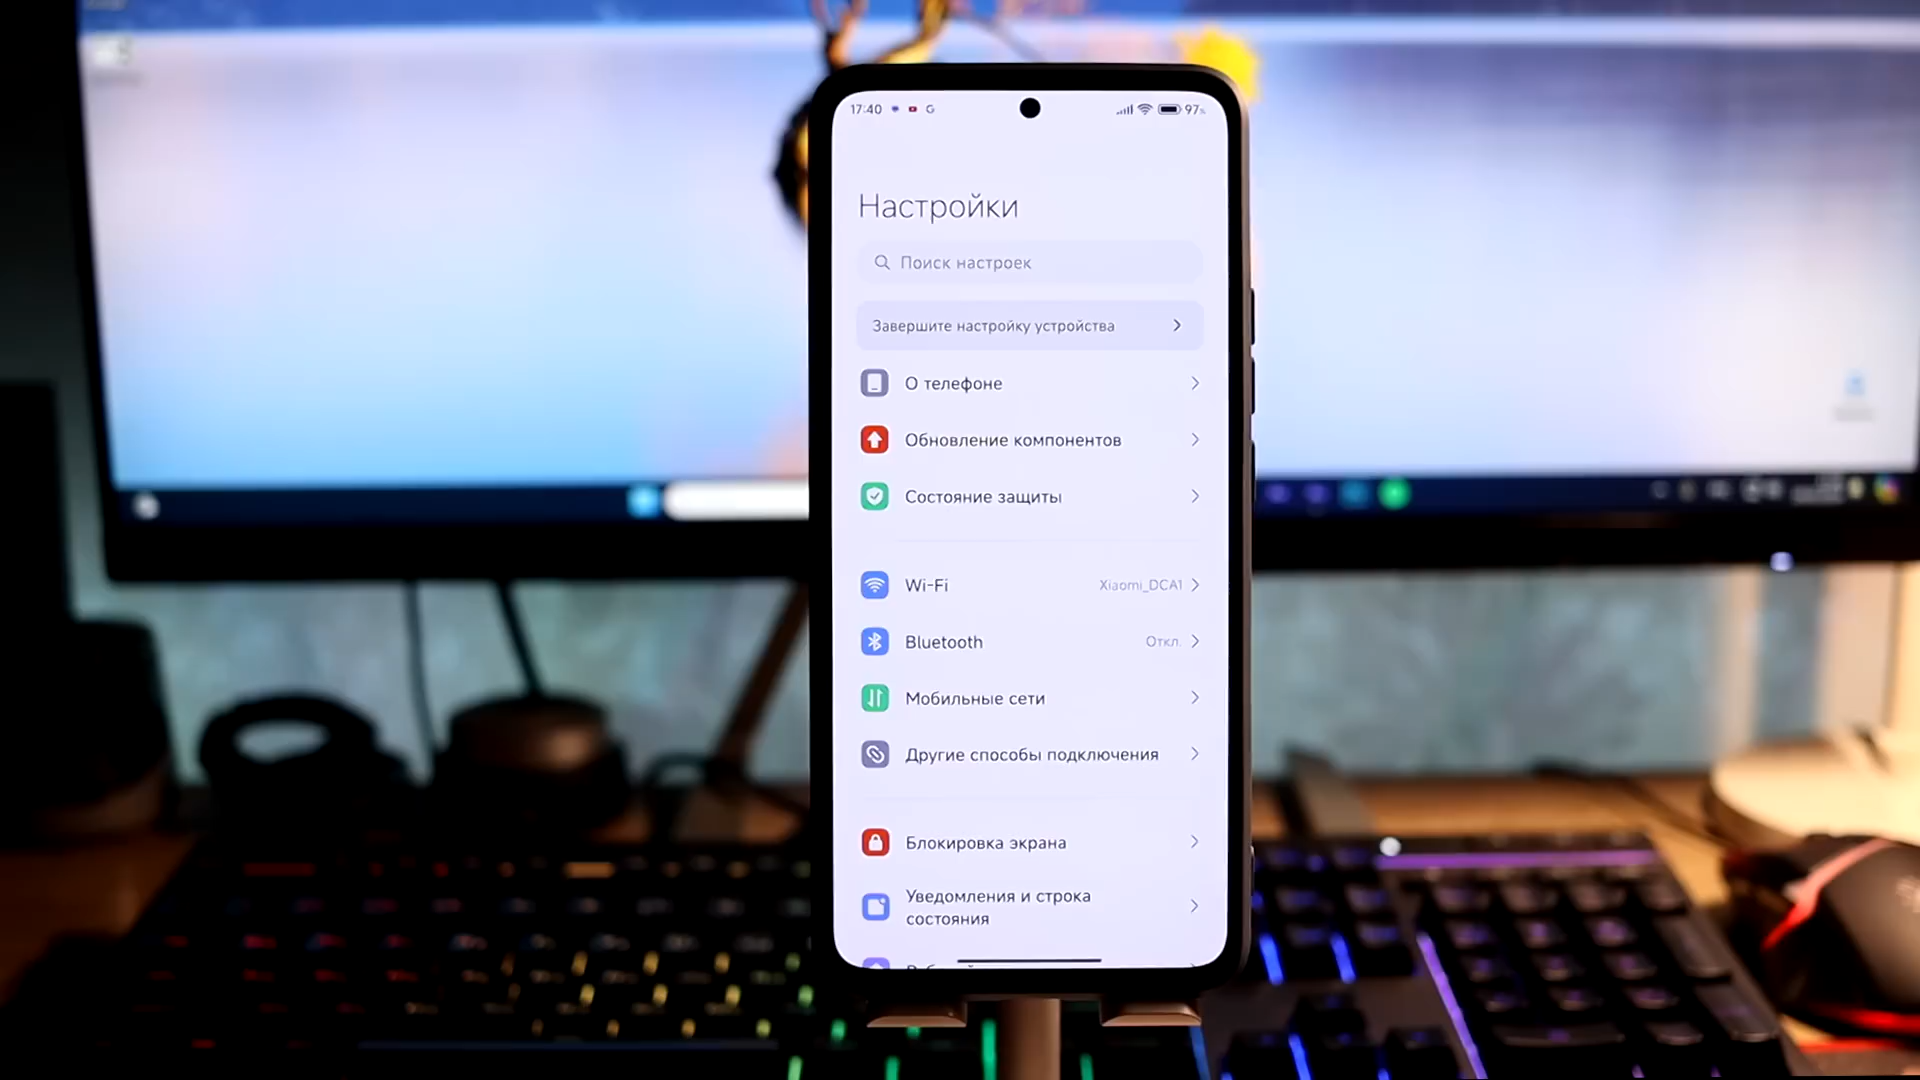 17:40
97%
Настройки
Поиск настроек
Завершите настройку устройства
О телефоне
Обновление компонентов
Состояние защиты
Wi-Fi
Xiaomi_DCA1
Bluetooth
Откл.
Мобильные сети
Другие способы подключения
Блокировка экрана
Уведомления и строка
состояния